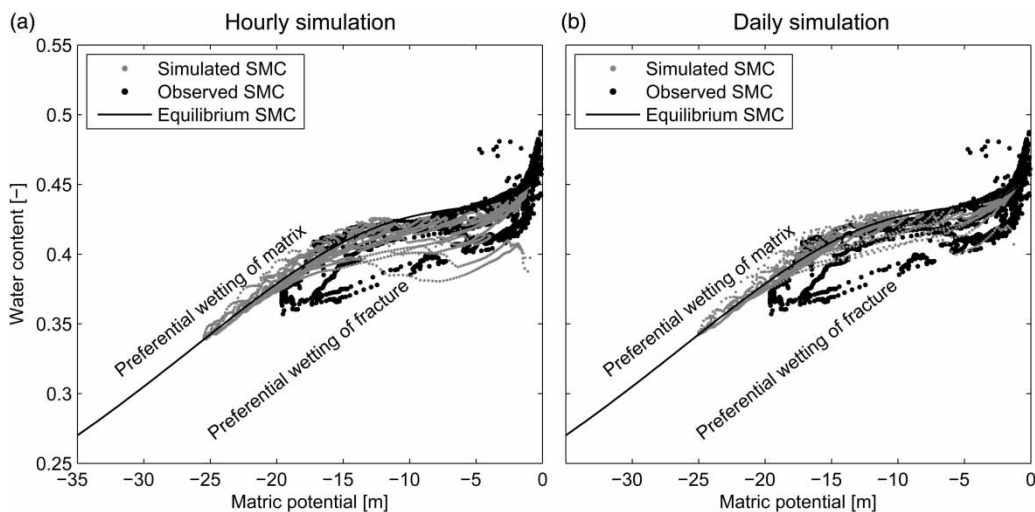 (a) Hourly simulation
0.55
Simulated SMC
Observed SMC
Equilibrium SMC
0.5
0.45
0.4
0.35
0.3
0.25
Water content [−]
Preferential wetting of matrix
Preferential wetting of fracture
−35 −30 −25 −20 −15 −10 −5 0
Matric potential [m]
(b) Daily simulation
Simulated SMC
Observed SMC
Equilibrium SMC
Preferential wetting of matrix
Preferential wetting of fracture
−30 −25 −20 −15 −10 −5 0
Matric potential [m]